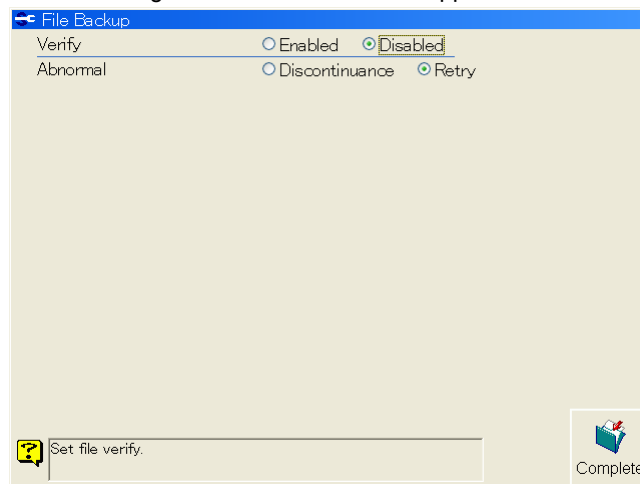 File Backup
Verify Enabled Disabled
Abnormal Discontinuance Retry
Set file verify.
Complete